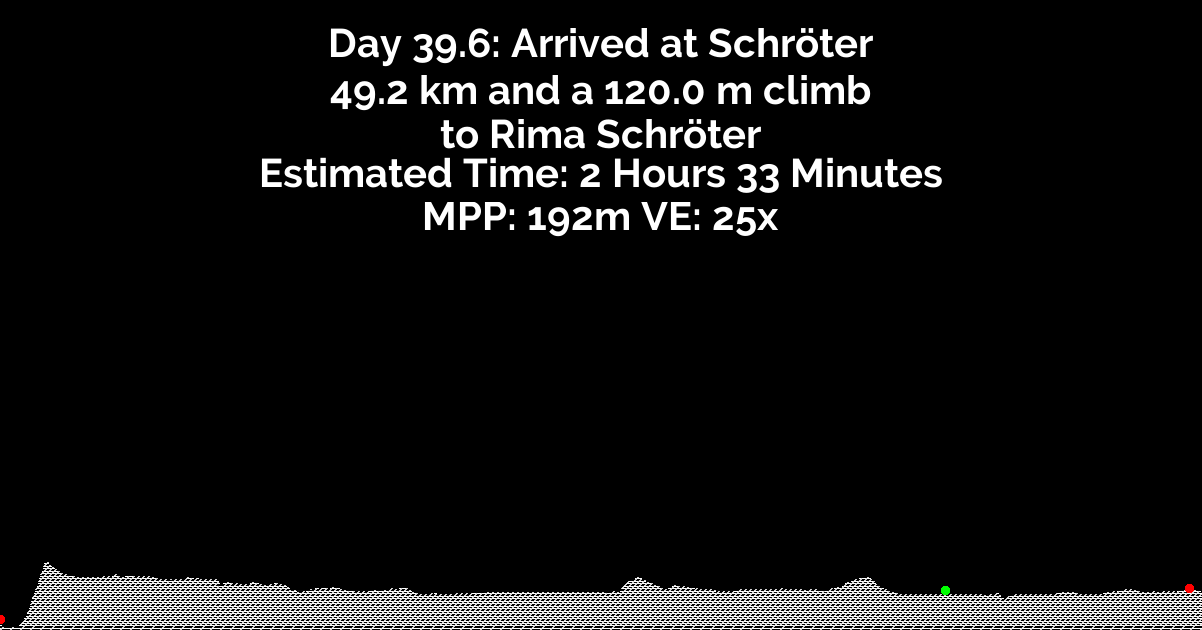 Day 39.6: Arrived at Schröter
49.2 km and a 120.0 m climb
to Rima Schröter
Estimated Time: 2 Hours 33 Minutes
MPP: 192m VE: 25x